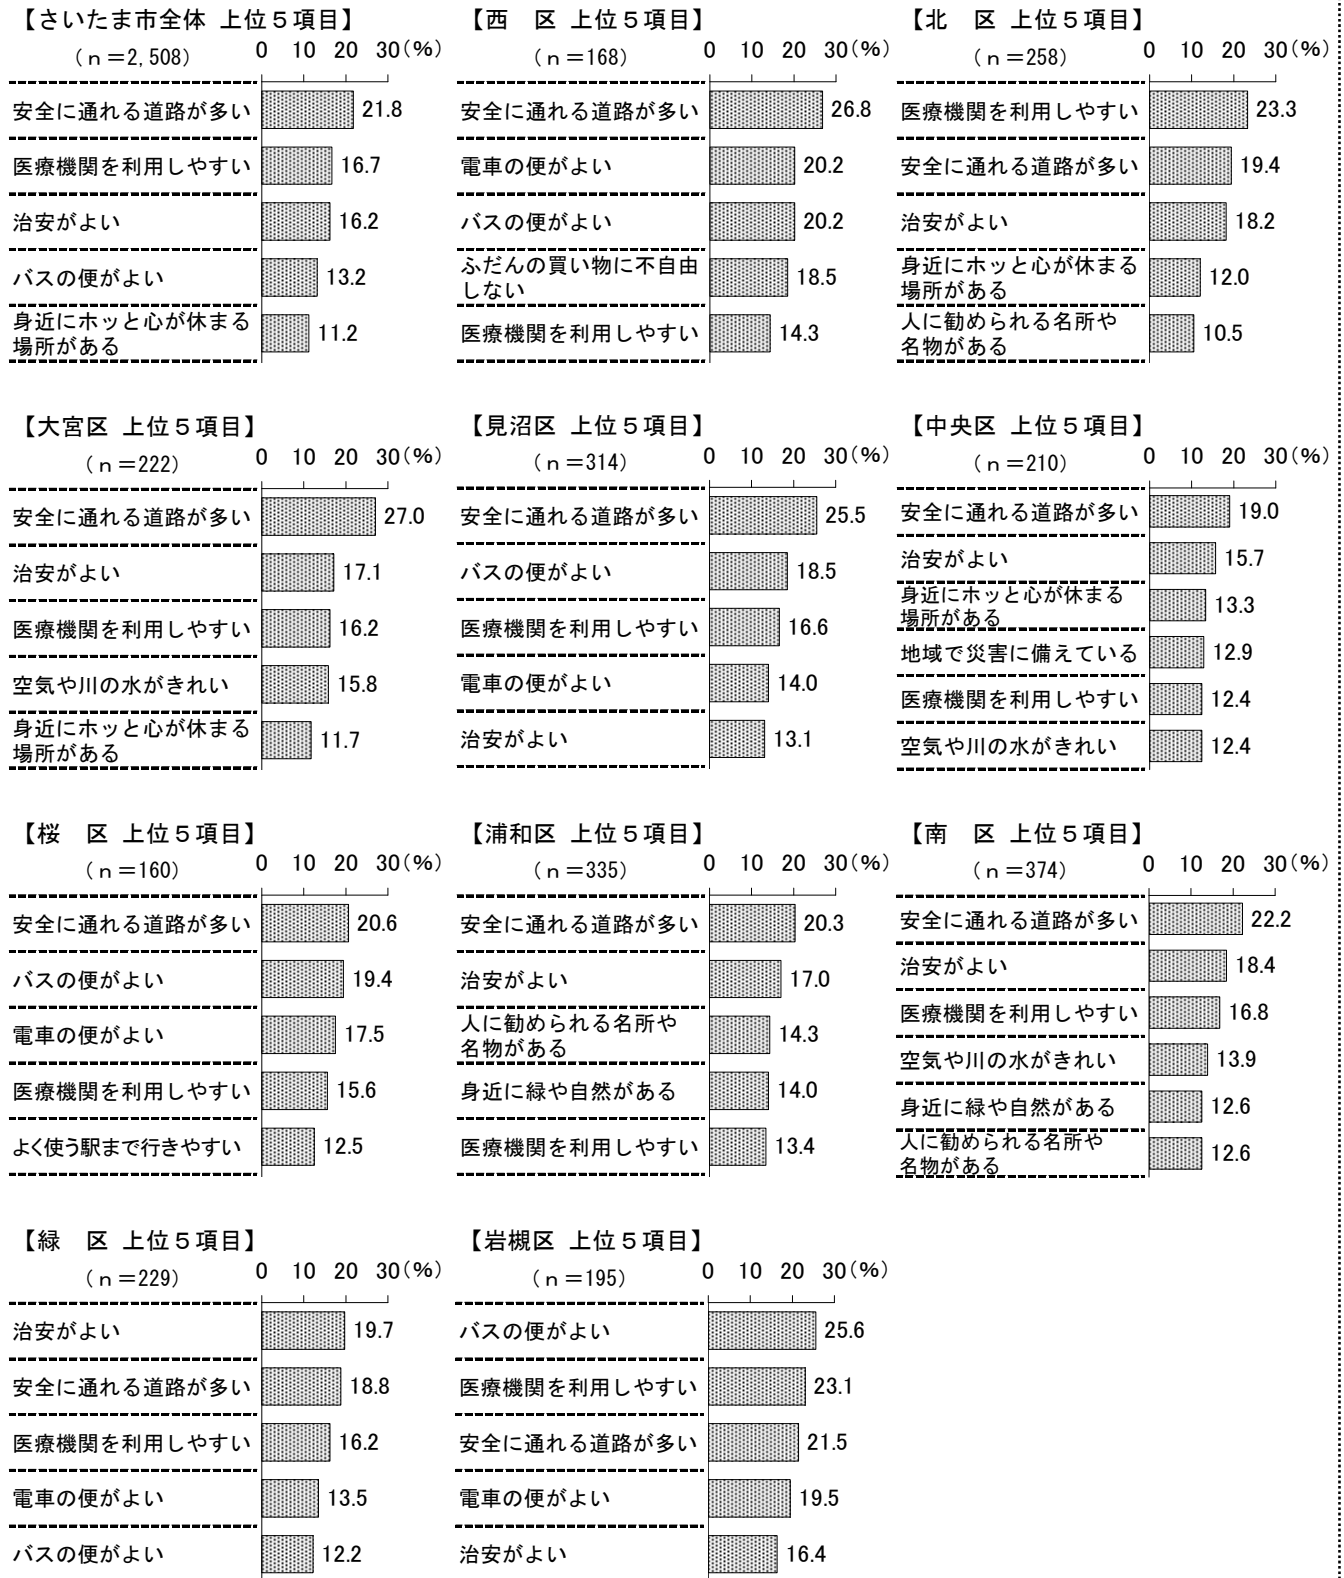 【さいたま市全体 上位５項目】
（ｎ＝2,508）
0 10 20 30(%)
安全に通れる道路が多い 21.8
医療機関を利用しやすい 16.7
治安がよい 16.2
バスの便がよい 13.2
身近にホッと心が休まる
場所がある 11.2
【西　区 上位５項目】
（ｎ＝168）
0 10 20 30(%)
安全に通れる道路が多い 26.8
電車の便がよい 20.2
バスの便がよい 20.2
ふだんの買い物に不自由
しない 18.5
医療機関を利用しやすい 14.3
【北　区 上位５項目】
（ｎ＝258）
0 10 20 30(%)
医療機関を利用しやすい 23.3
安全に通れる道路が多い 19.4
治安がよい 18.2
身近にホッと心が休まる
場所がある 12.0
人に勧められる名所や
名物がある 10.5
【大宮区 上位５項目】
（ｎ＝222）
0 10 20 30(%)
安全に通れる道路が多い 27.0
治安がよい 17.1
医療機関を利用しやすい 16.2
空気や川の水がきれい 15.8
身近にホッと心が休まる
場所がある 11.7
【見沼区 上位５項目】
（ｎ＝314）
0 10 20 30(%)
安全に通れる道路が多い 25.5
バスの便がよい 18.5
医療機関を利用しやすい 16.6
電車の便がよい 14.0
治安がよい 13.1
【中央区 上位５項目】
（ｎ＝210）
0 10 20 30(%)
安全に通れる道路が多い 19.0
治安がよい 15.7
身近にホッと心が休まる
場所がある 13.3
地域で災害に備えている 12.9
医療機関を利用しやすい 12.4
空気や川の水がきれい 12.4
【桜　区 上位５項目】
（ｎ＝160）
0 10 20 30(%)
安全に通れる道路が多い 20.6
バスの便がよい 19.4
電車の便がよい 17.5
医療機関を利用しやすい 15.6
よく使う駅まで行きやすい 12.5
【浦和区 上位５項目】
（ｎ＝335）
0 10 20 30(%)
安全に通れる道路が多い 20.3
治安がよい 17.0
人に勧められる名所や
名物がある 14.3
身近に緑や自然がある 14.0
医療機関を利用しやすい 13.4
【南　区 上位５項目】
（ｎ＝374）
0 10 20 30(%)
安全に通れる道路が多い 22.2
治安がよい 18.4
医療機関を利用しやすい 16.8
空気や川の水がきれい 13.9
身近に緑や自然がある 12.6
人に勧められる名所や
名物がある 12.6
【緑　区 上位５項目】
（ｎ＝229）
0 10 20 30(%)
治安がよい 19.7
安全に通れる道路が多い 18.8
医療機関を利用しやすい 16.2
電車の便がよい 13.5
バスの便がよい 12.2
【岩槻区 上位５項目】
（ｎ＝195）
0 10 20 30(%)
バスの便がよい 25.6
医療機関を利用しやすい 23.1
安全に通れる道路が多い 21.5
電車の便がよい 19.5
治安がよい 16.4